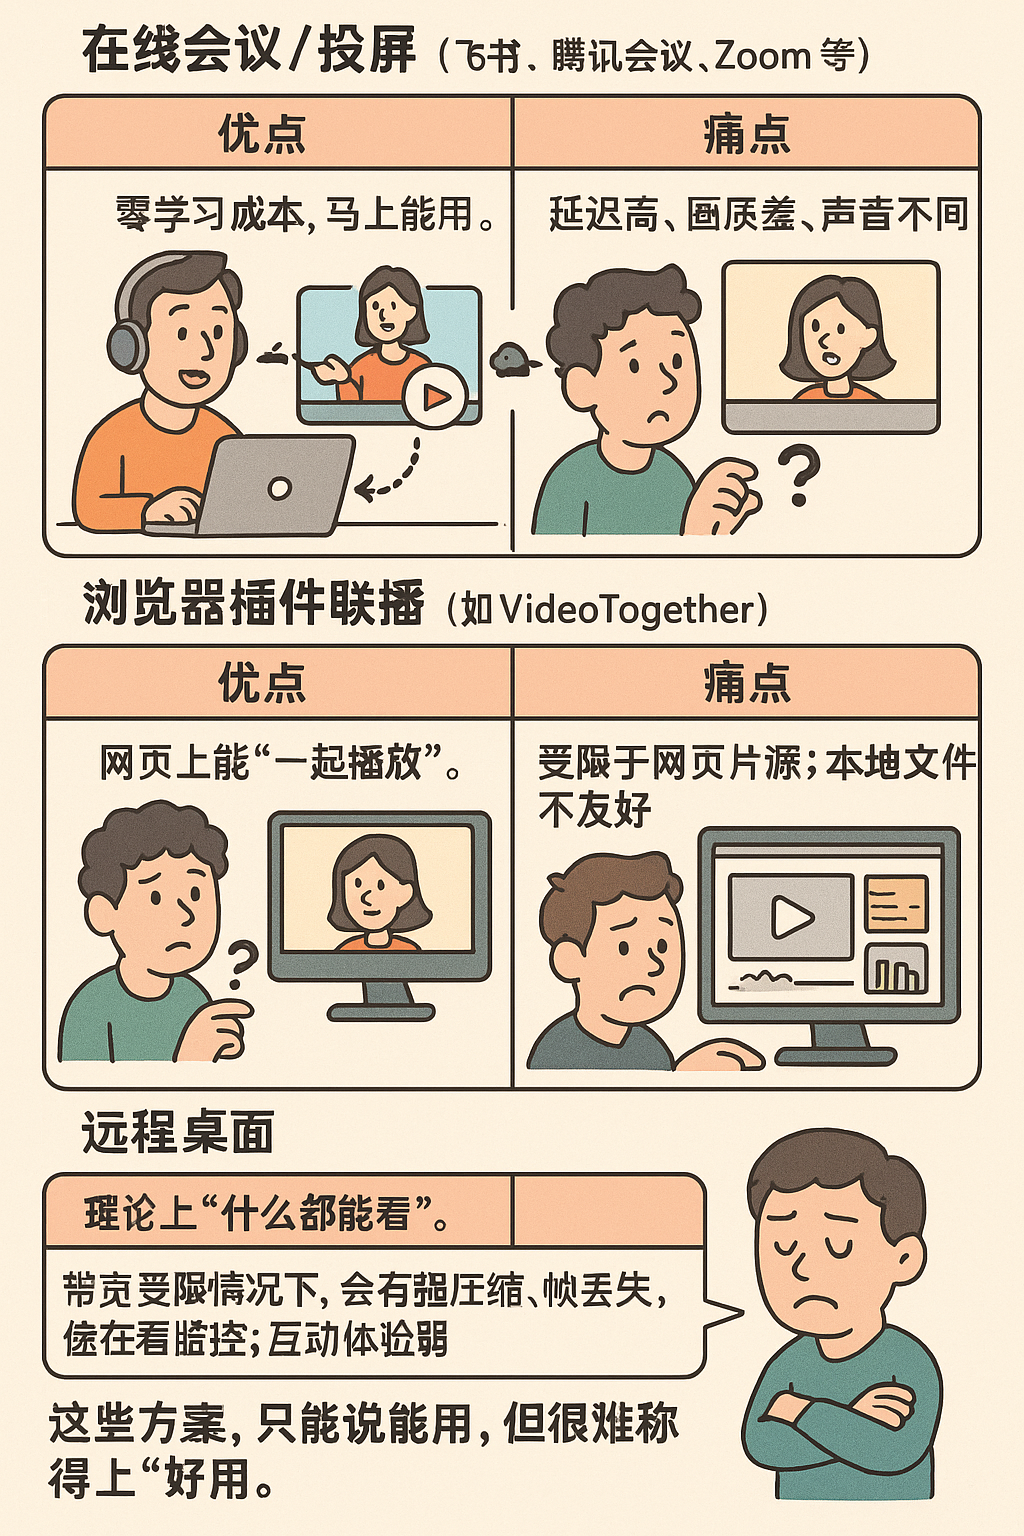 在线会议/投屏（飞书、腾讯会议、Zoom 等）
优点
痛点
零学习成本，马上能用。
延迟高、画质差、声音不同
?
浏览器插件联播（如 VideoTogether）
优点
痛点
网页上能“一起播放”。
受限于网页片源；本地文件
不友好
?
远程桌面
理论上“什么都能看”。
带宽受限情况下，会有强压缩、帧丢失，
像在看监控；互动体验弱
这些方案，只能说能用，但很难称
得上“好用。